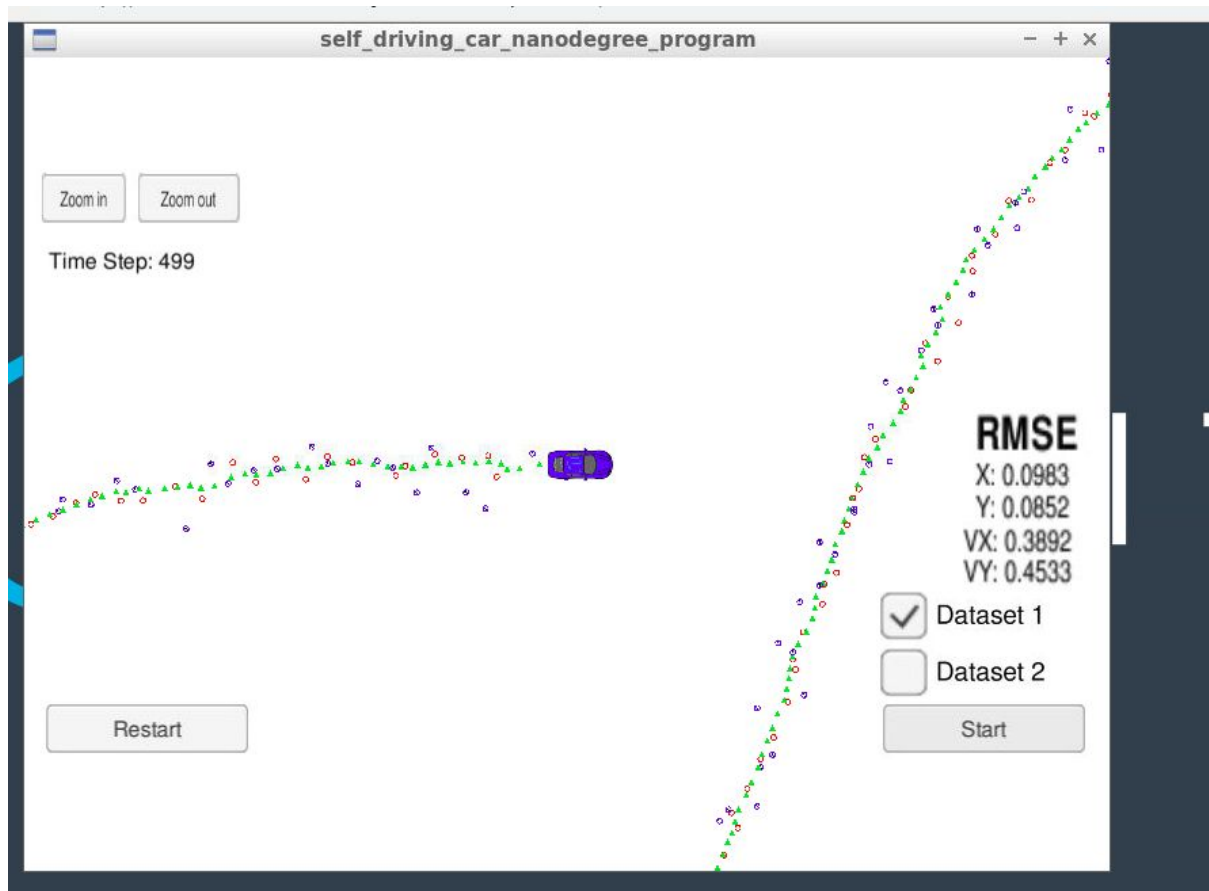 self_driving_car_nanodegree_program
Zoom in
Zoom out
Time Step: 499
RMSE
X: 0.0983
Y: 0.0852
VX: 0.3892
VY: 0.4533
Dataset 1
Dataset 2
Restart
Start